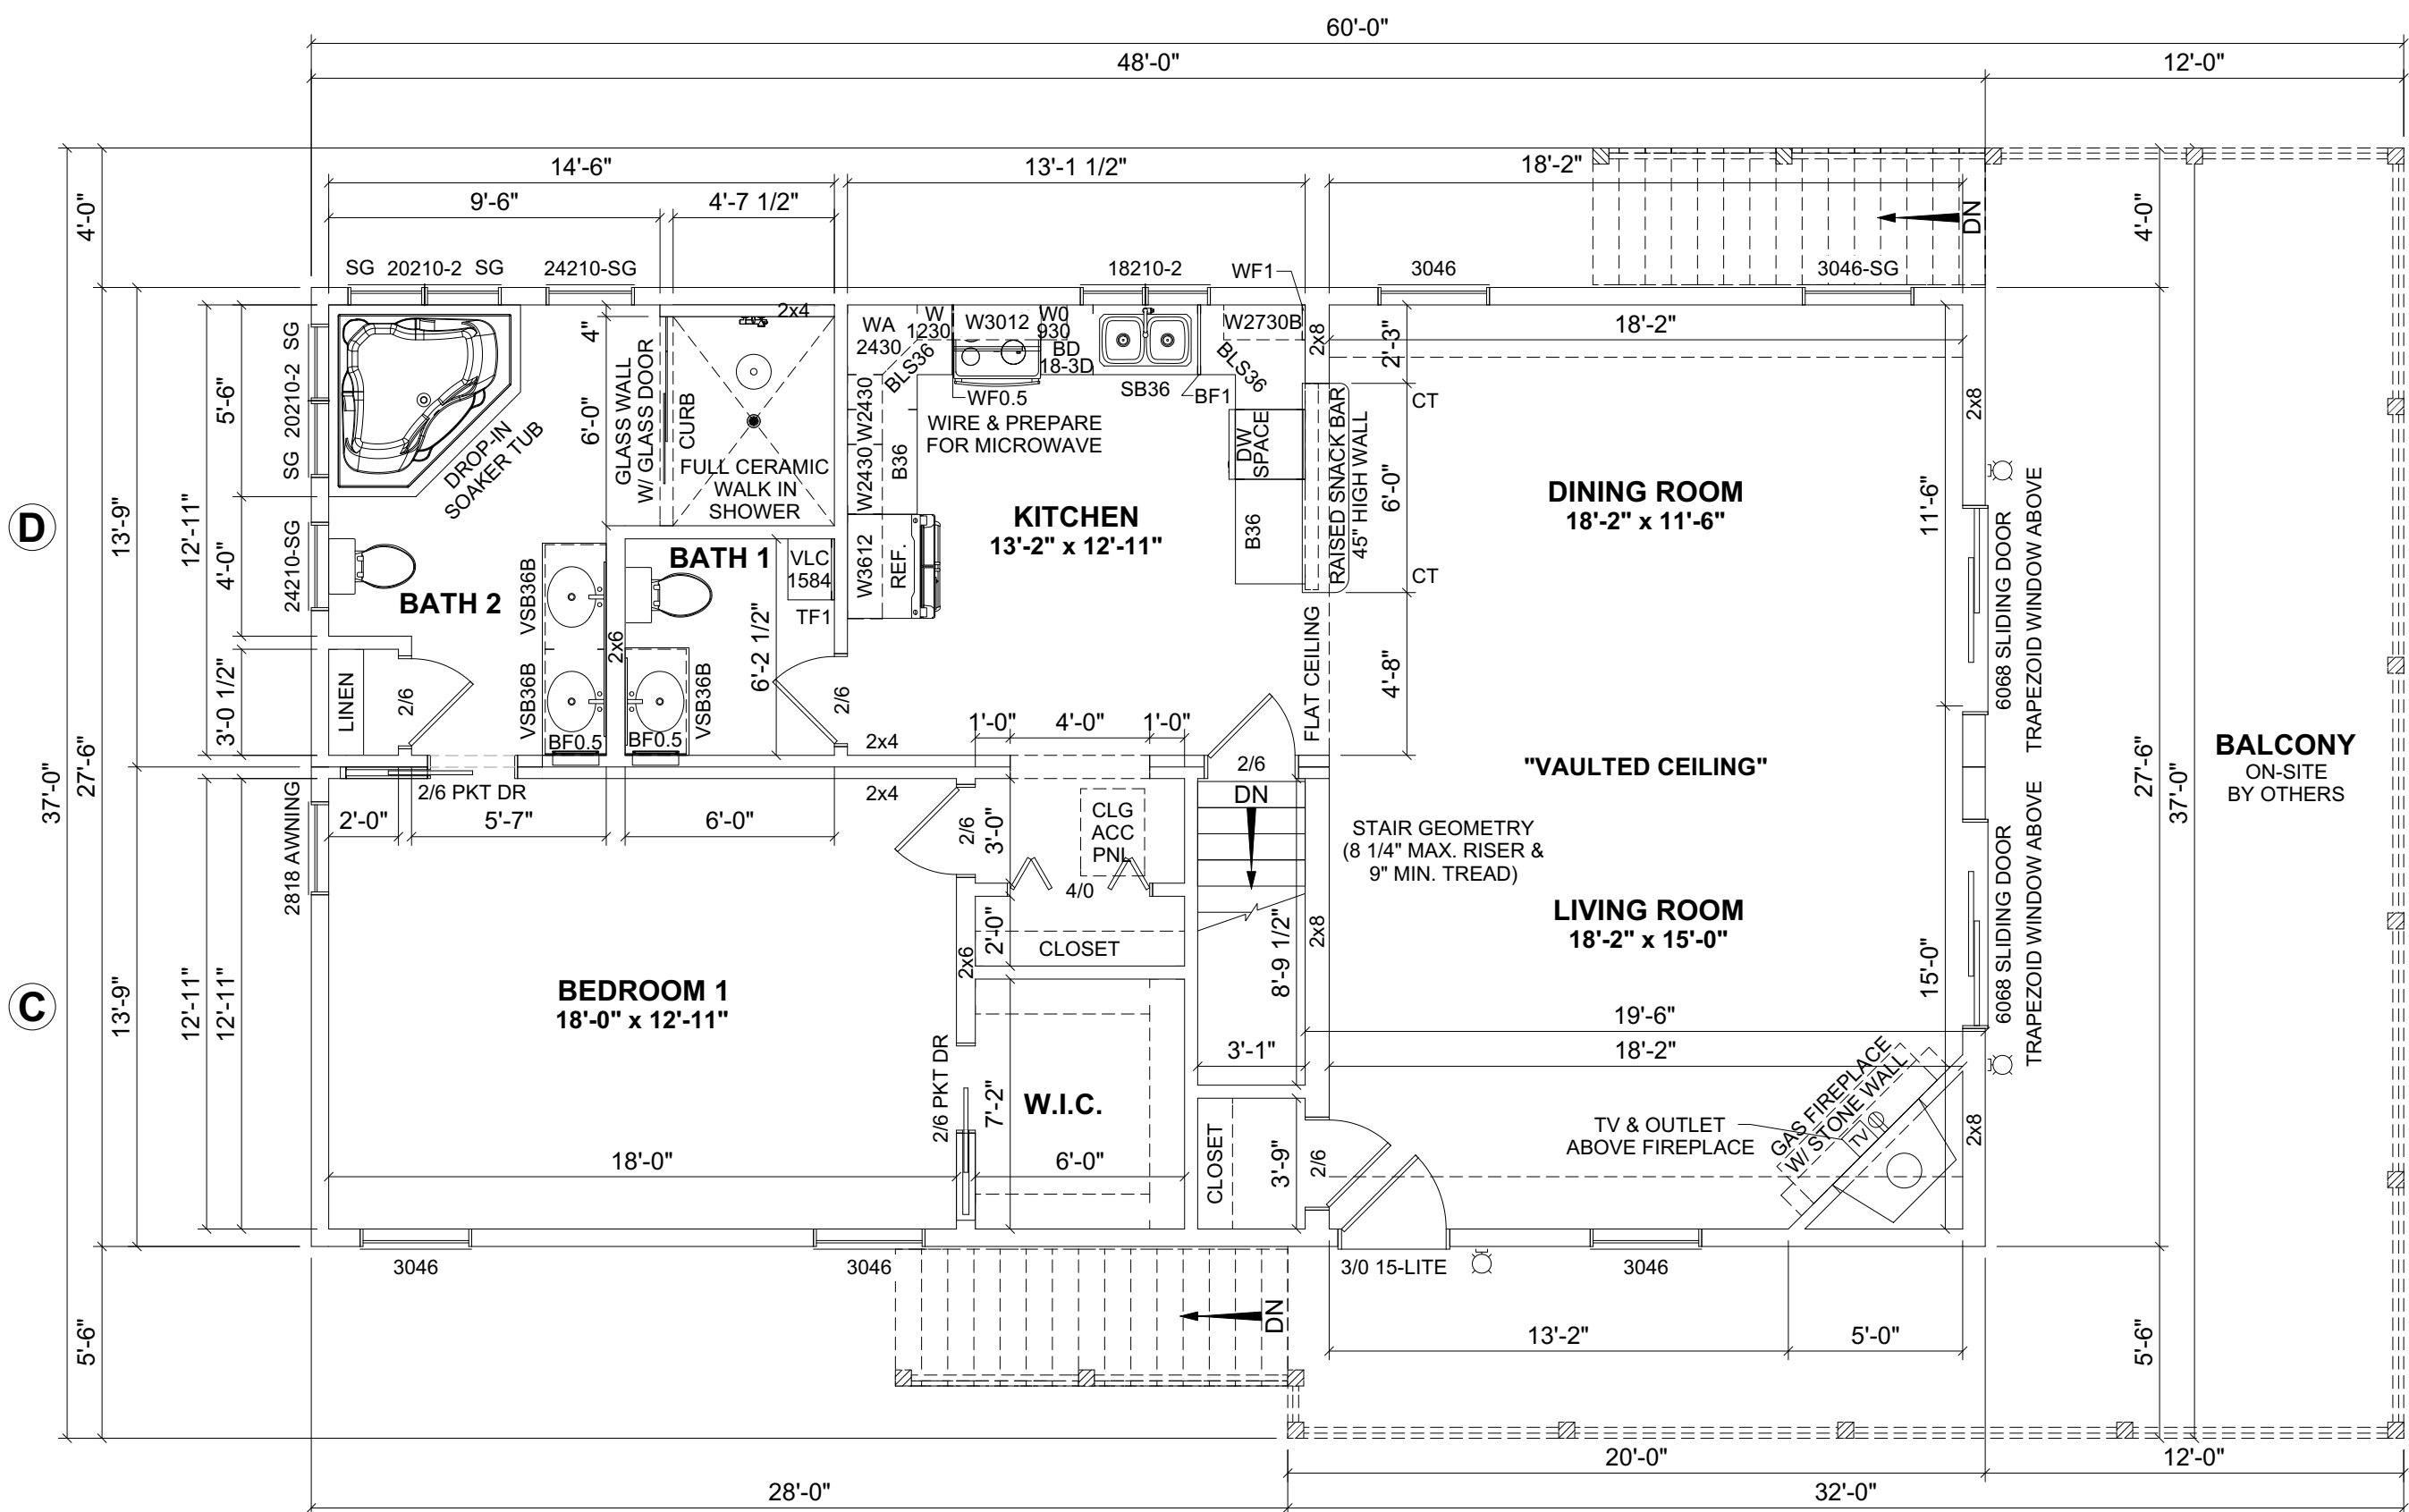 60'-0"
48'-0"
12'-0"
14'-6"
13'-1 1/2"
18'-2"
9'-6"
4'-7 1/2"
4'-0"
4'-0"
DN
SG 20210-2 SG
24210-SG
18210-2
WF1
3046
3046-SG
2x4
WA
2430
W
1230
W3012
W0
930
BD
18-3D
W2730B
2x8
18'-2"
2'-3"
4"
SG 20210-2 SG
5'-6"
BLS36
WF0.5
SB36
BF1
BLS36
CT
2x8
DROP-IN
SOAKER TUB
6'-0"
GLASS WALL
W/ GLASS DOOR
CURB
FULL CERAMIC
WALK IN
SHOWER
W2430
W2430
B36
WIRE & PREPARE
FOR MICROWAVE
DW
SPACE
RAISED SNACK BAR
45" HIGH WALL
6'-0"
DINING ROOM
18'-2" x 11'-6"
11'-6"
6068 SLIDING DOOR
TRAPEZOID WINDOW ABOVE
D
13'-9"
12'-11"
KITCHEN
13'-2" x 12'-11"
B36
24210-SG
4'-0"
BATH 2
VSB36B
BATH 1
VLC
1584
TF1
W3612
REF.
CT
2x6
6'-2 1/2"
FLAT CEILING
4'-8"
3'-0 1/2"
LINEN
2/6
VSB36B
BF0.5
BF0.5
VSB36B
2/6
2x4
1'-0"
4'-0"
1'-0"
37'-0"
27'-6"
2/6
DN
"VAULTED CEILING"
27'-6"
37'-0"
BALCONY
ON-SITE
BY OTHERS
2/6 PKT DR
2x4
2818 AWNING
2'-0"
5'-7"
6'-0"
2/6
3'-0"
CLG
ACC
PNL
4/0
STAIR GEOMETRY
(8 1/4" MAX. RISER &
9" MIN. TREAD)
6068 SLIDING DOOR
TRAPEZOID WINDOW ABOVE
2'-0"
CLOSET
2x6
8'-9 1/2"
2x8
LIVING ROOM
18'-2" x 15'-0"
15'-0"
C
13'-9"
12'-11"
12'-11"
BEDROOM 1
18'-0" x 12'-11"
19'-6"
3'-1"
18'-2"
2/6 PKT DR
7'-2"
W.I.C.
GAS FIREPLACE
W/ STONE WALL
TV
TV & OUTLET
ABOVE FIREPLACE
2x8
18'-0"
6'-0"
CLOSET
3'-9"
2/6
3046
3046
3/0 15-LITE
3046
DN
5'-6"
13'-2"
5'-0"
5'-6"
20'-0"
12'-0"
28'-0"
32'-0"